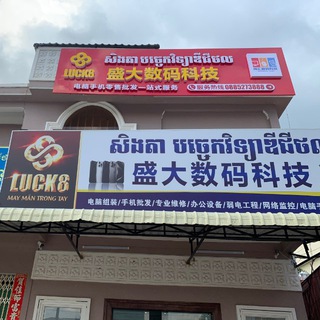 សិងតា បច្ចេកវិទ្យាឌីជីថល
LUCK8
盛大数码科技
电脑手机零售批发一站式服务
服务热线
សិងតា បច្ចេកវិទ្យាឌីជីថល
LUCK8
MAY MẮN TRONG TAY
盛大数码科技
电脑组装/手机批发/专业维修/办公设备/弱电工程/网络监控/电脑